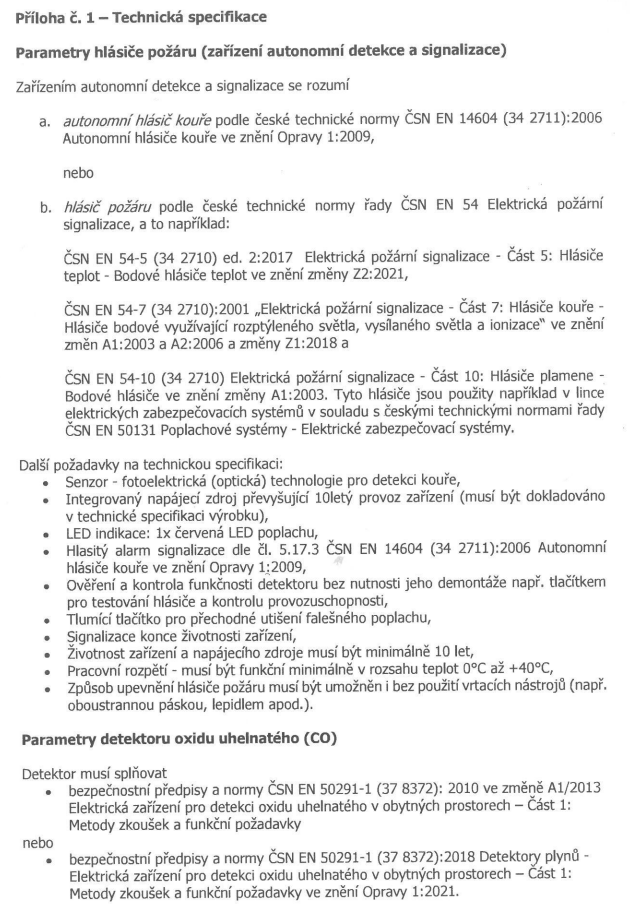 Příloha č. 1 – Technická specifikace
Parametry hlásiče požáru (zařízení autonomní detekce a signalizace)
Zařízením autonomní detekce a signalizace se rozumí
a. autonomní hlásič kouře podle české technické normy ČSN EN 14604 (34 2711):2006
Autonomní hlásiče kouře ve znění Opravy 1:2009,
nebo
b. hlásič požáru podle české technické normy řady ČSN EN 54 Elektrická požární
signalizace, a to například:
ČSN EN 54-5 (34 2710) ed. 2:2017 Elektrická požární signalizace - Část 5: Hlásiče
teplot - Bodové hlásiče teplot ve znění změny Z2:2021,
ČSN EN 54-7 (34 2710):2001 „Elektrická požární signalizace - Část 7: Hlásiče kouře -
Hlásiče bodové využívající rozptýleného světla, vysílaného světla a ionizace" ve znění
změn A1:2003 a A2:2006 a změny Z1:2018 a
ČSN EN 54-10 (34 2710) Elektrická požární signalizace - Část 10: Hlásiče plamene -
Bodové hlásiče ve znění změny A1:2003. Tyto hlásiče jsou použity například v lince
elektrických zabezpečovacích systémů v souladu s českými technickými normami řady
ČSN EN 50131 Poplachové systémy - Elektrické zabezpečovací systémy.
Další požadavky na technickou specifikaci:
• Senzor - fotoelektrická (optická) technologie pro detekci kouře,
• Integrovaný napájecí zdroj převyšující 10letý provoz zařízení (musí být dokladováno
v technické specifikaci výrobku),
• LED indikace: 1x červená LED poplachu,
• Hlasitý alarm signalizace dle čl. 5.17.3 ČSN EN 14604 (34 2711):2006 Autonomní
hlásiče kouře ve znění Opravy 1:2009,
• Ověření a kontrola funkčnosti detektoru bez nutnosti jeho demontáže např. tlačítkem
pro testování hlásiče a kontrolu provozuschopnosti,
• Tlumící tlačítko pro přechodné utišení falešného poplachu,
• Signalizace konce životnosti zařízení,
• Životnost zařízení a napájecího zdroje musí být minimálně 10 let,
• Pracovní rozpětí - musí být funkční minimálně v rozsahu teplot 0°C až +40°C,
• Způsob upevnění hlásiče požáru musí být umožněn i bez použití vrtacích nástrojů (např.
oboustrannou páskou, lepidlem apod.).
Parametry detektoru oxidu uhelnatého (CO)
Detektor musí splňovat
• bezpečnostní předpisy a normy ČSN EN 50291-1 (37 8372): 2010 ve změně A1/2013
Elektrická zařízení pro detekci oxidu uhelnatého v obytných prostorech – Část 1:
Metody zkoušek a funkční požadavky
nebo
• bezpečnostní předpisy a normy ČSN EN 50291-1 (37 8372):2018 Detektory plynů -
Elektrická zařízení pro detekci oxidu uhelnatého v obytných prostorech – Část 1:
Metody zkoušek a funkční požadavky ve znění Opravy 1:2021.